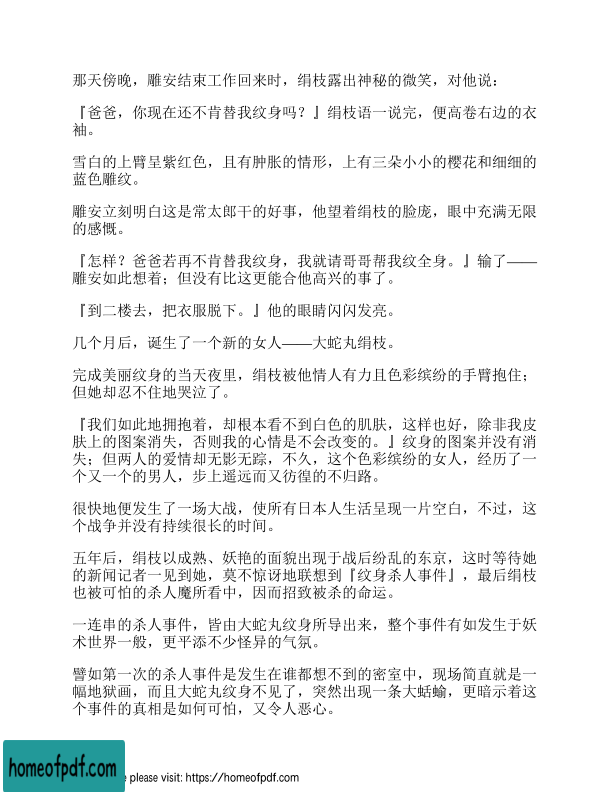 那天傍晚，雕安结束工作回来时，绢枝露出神秘的微笑，对他说：
『爸爸，你现在还不肯替我纹身吗？』绢枝语一说完，便高卷右边的衣
袖。
雪白的上臂呈紫红色，且有肿胀的情形，上有三朵小小的樱花和细细的
蓝色雕纹。
雕安立刻明白这是常太郎干的好事，他望着绢枝的脸庞，眼中充满无限
的感慨。
『怎样？爸爸若再不肯替我纹身，我就请哥哥帮我纹全身。』输了——
雕安如此想着；但没有比这更能合他高兴的事了。
『到二楼去，把衣服脱下。』他的眼睛闪闪发亮。
几个月后，诞生了一个新的女人——大蛇丸绢枝。
完成美丽纹身的当天夜里，绢枝被他情人有力且色彩缤纷的手臂抱住；
但她却忍不住地哭泣了。
『我们如此地拥抱着，却根本看不到白色的肌肤，这样也好，除非我皮
肤上的图案消失，否则我的心情是不会改变的。』纹身的图案并没有消
失；但两人的爱情却无影无踪，不久，这个色彩缤纷的女人，经历了一
个又一个的男人，步上遥远而又彷徨的不归路。
很快地便发生了一场大战，使所有日本人生活呈现一片空白，不过，这
个战争并没有持续很长的时间。
五年后，绢枝以成熟、妖艳的面貌出现于战后纷乱的东京，这时等待她
的新闻记者一见到她，莫不惊讶地联想到『纹身杀人事件』，最后绢枝
也被可怕的杀人魔所看中，因而招致被杀的命运。
一连串的杀人事件，皆由大蛇丸纹身所导出来，整个事件有如发生于妖
术世界一般，更平添不少怪异的气氛。
譬如第一次的杀人事件是发生在谁都想不到的密室中，现场简直就是一
幅地狱画，而且大蛇丸纹身不见了，突然出现一条大蛞蝓，更暗示着这
个事件的真相是如何可怕，又令人恶心。
homeofpdf.com
e please visit: https://homeofpdf.com